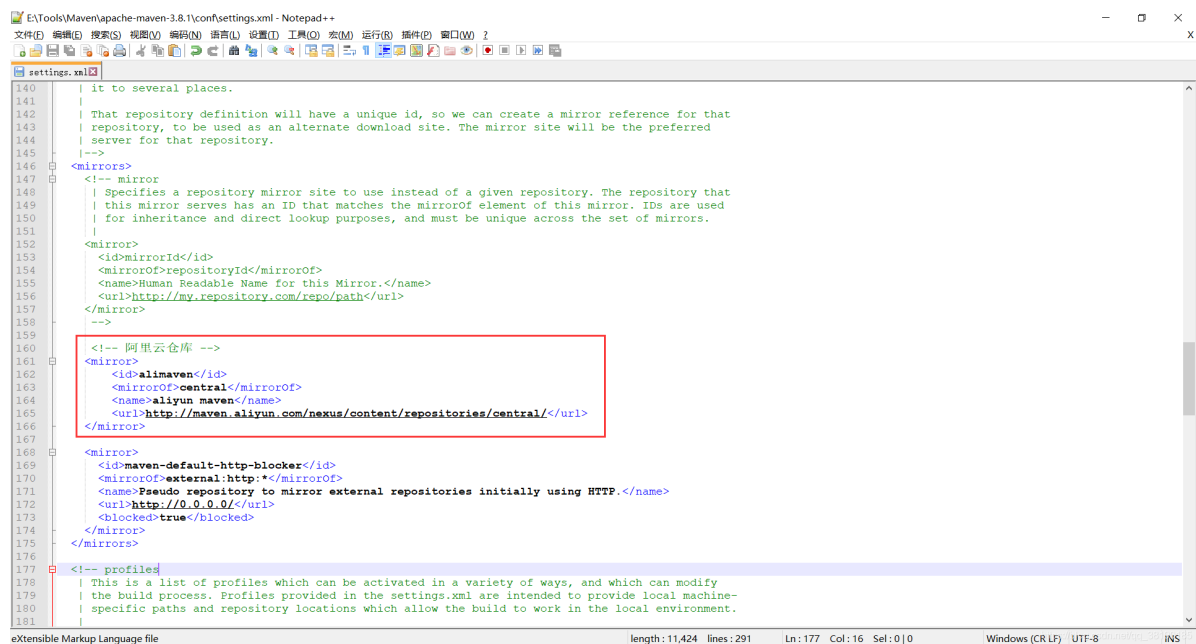 E:\Tools\Maven\apache-maven-3.8.1\conf\settings.xml - Notepad++
文件(F) 编辑(E) 搜索(S) 视图(V) 编码(N) 语言(L) 设置(T) 工具(O) 宏(M) 运行(R) 插件(P) 窗口(W) ? X
settings.xml
140 | it to several places.
141 |
142 | That repository definition will have a unique id, so we can create a mirror reference for that
143 | repository, to be used as an alternate download site. The mirror site will be the preferred
144 | server for that repository.
145 |-->
146 <mirrors>
147 <!-- mirror
148 | Specifies a repository mirror site to use instead of a given repository. The repository that
149 | this mirror serves has an ID that matches the mirrorOf element of this mirror. IDs are used
150 | for inheritance and direct lookup purposes, and must be unique across the set of mirrors.
151 |
152 <mirror>
153 <id>mirrorId</id>
154 <mirrorOf>repositoryId</mirrorOf>
155 <name>Human Readable Name for this Mirror.</name>
156 <url>http://my.repository.com/repo/path</url>
157 </mirror>
158 -->
159
160 <!-- 阿里云仓库 -->
161 <mirror>
162 <id>alimaven</id>
163 <mirrorOf>central</mirrorOf>
164 <name>aliyun maven</name>
165 <url>http://maven.aliyun.com/nexus/content/repositories/central/</url>
166 </mirror>
167
168 <mirror>
169 <id>maven-default-http-blocker</id>
170 <mirrorOf>external:http:*</mirrorOf>
171 <name>Pseudo repository to mirror external repositories initially using HTTP.</name>
172 <url>http://0.0.0.0/</url>
173 <blocked>true</blocked>
174 </mirror>
175 </mirrors>
176
177 <!-- profiles
178 | This is a list of profiles which can be activated in a variety of ways, and which can modify
179 | the build process. Profiles provided in the settings.xml are intended to provide local machine-
180 | specific paths and repository locations which allow the build to work in the local environment.
181 |
eXtensible Markup Language file length : 11,424 lines : 291 Ln : 177 Col : 16 Sel : 0 | 0 Windows (CR LF) UTF-8 INS